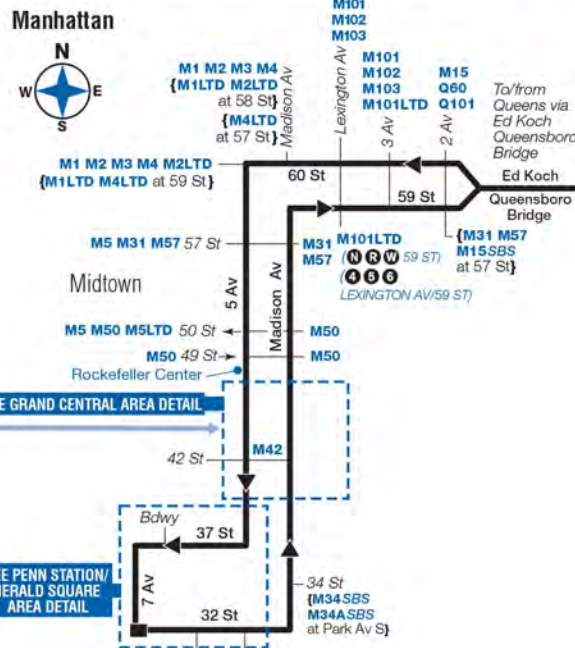 Manhattan
N
W E
S
M101
M102
M103
Lexington Av
M1 M2 M3 M4
{M1LTD M2LTD
at 58 St}
{M4LTD
at 57 St}
Madison Av
M101
M102
M103
M101LTD
3 Av
M15
Q60
Q101
2 Av
To/from
Queens via
Ed Koch
Queensboro
Bridge
M1 M2 M3 M4 M2LTD
{M1LTD M4LTD at 59 St}
60 St
59 St
Ed Koch
Queensboro
Bridge
M5 M31 M57 57 St
M31
M57
M101LTD
(N R W 59 ST)
(4 5 6
LEXINGTON AV/59 ST)
{M31 M57
M15SBS
at 57 St}
Midtown
5 Av
Madison Av
M5 M50 M5LTD 50 St
M50
M50 49 St
M50
Rockefeller Center
E GRAND CENTRAL AREA DETAIL
42 St
M42
Bdwy
37 St
7 Av
EE PENN STATION/
HERALD SQUARE
AREA DETAIL
32 St
34 St
{M34SBS
M34ASBS
at Park Av S}